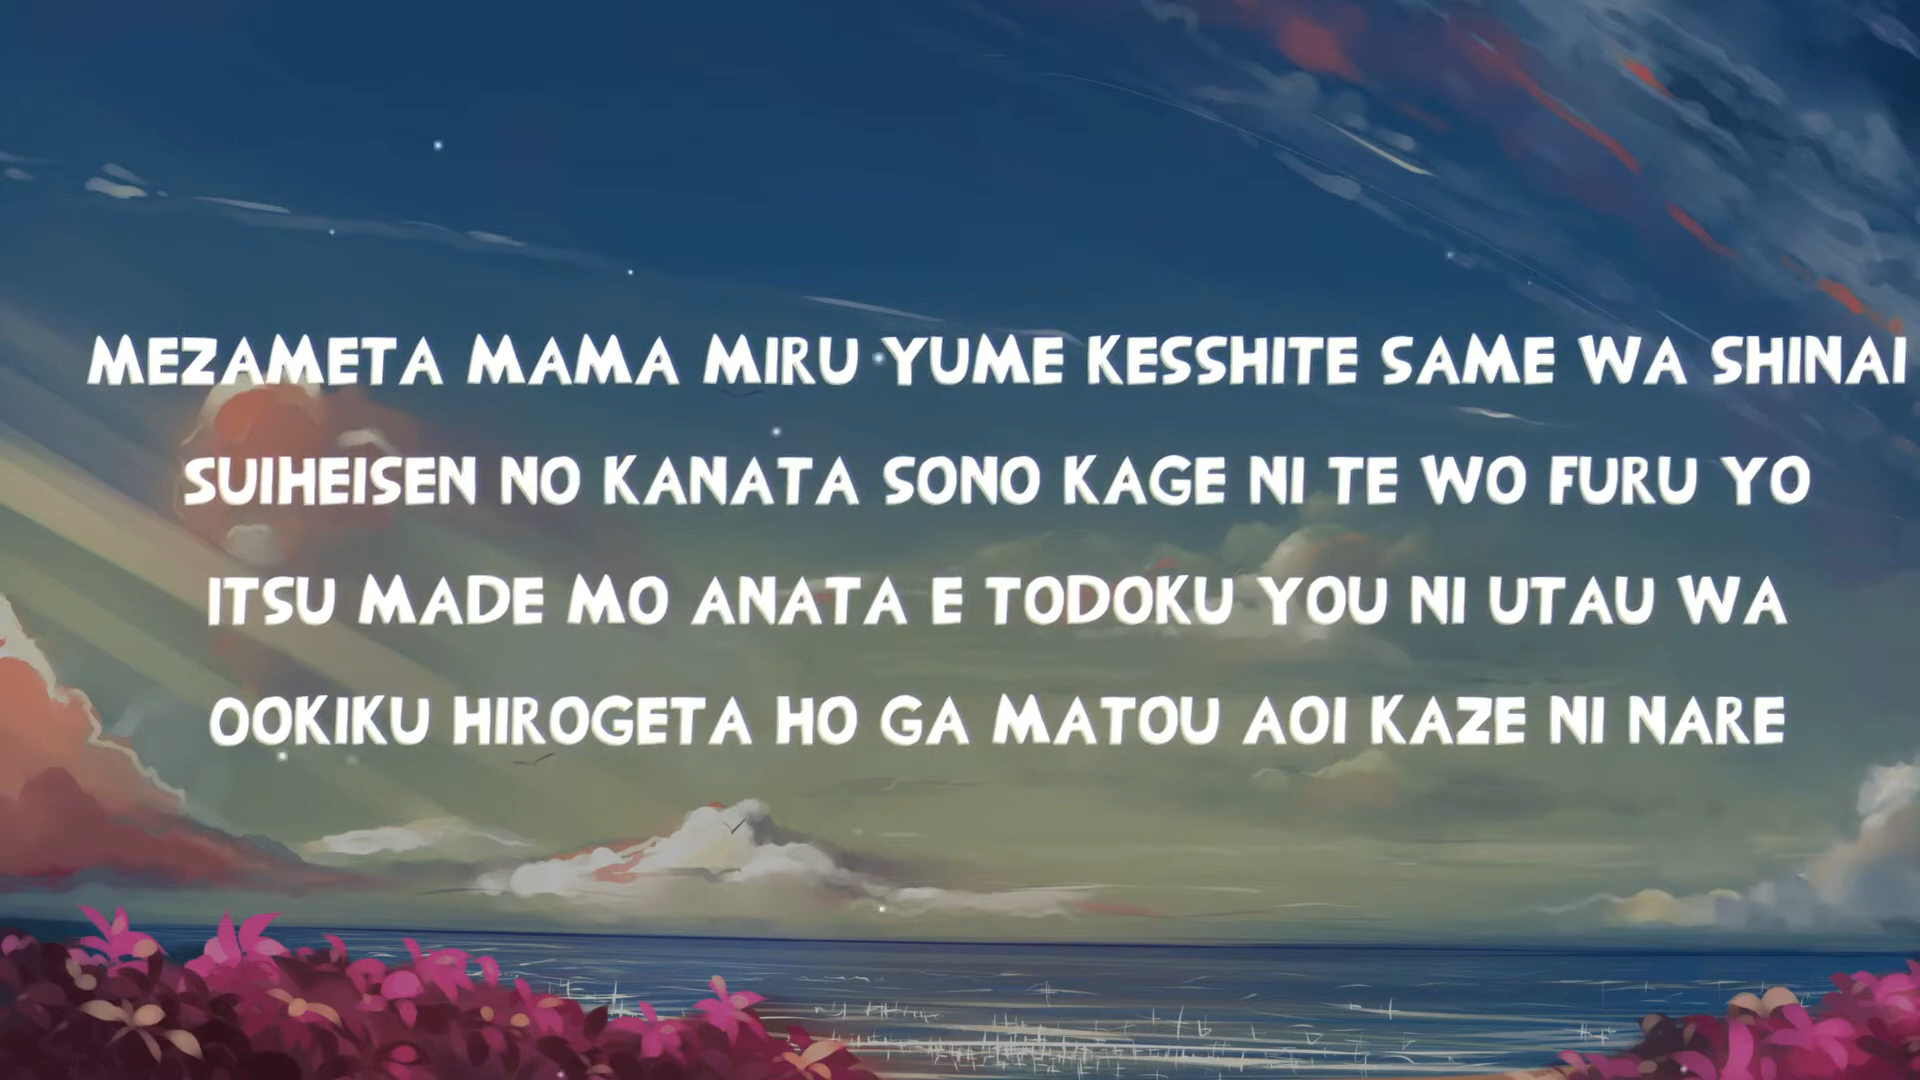 MEZAMETA MAMA MIRU YUME KESSHITE SAME WA SHINAI
SUIHEISEN NO KANATA SONO KAGE NI TE WO FURU YO
ITSU MADE MO ANATA E TODOKU YOU NI UTAU WA
OOKIKU HIROGETA HO GA MATOU AOI KAZE NI NARE